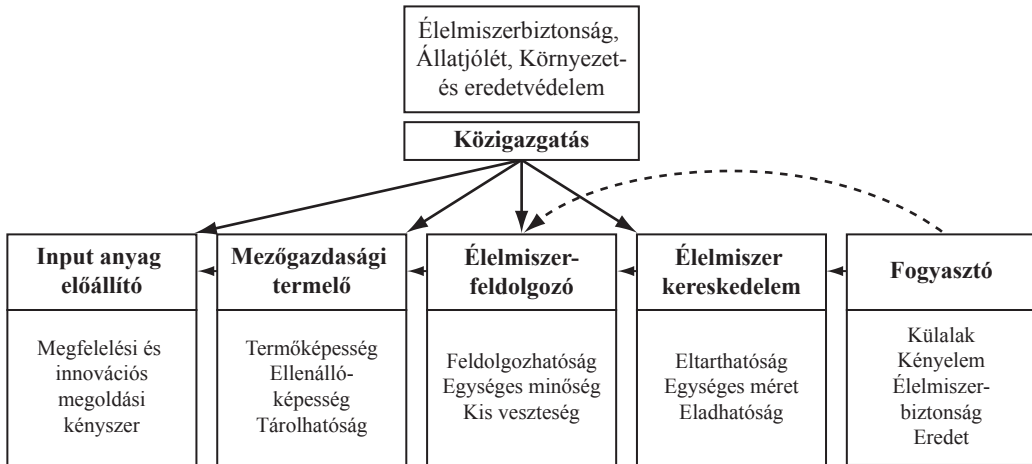 Élelmiszerbiztonság,
Állatjólét, Környezet-
és eredetvédelem
Közigazgatás
Input anyag
előállító
Megfelelési és
innovációs
megoldási
kényszer
Mezőgazdasági
termelő
Termőképesség
Ellenálló-
képesség
Tárolhatóság
Élelmiszer-
feldolgozó
Feldolgozhatóság
Egységes minőség
Kis veszteség
Élelmiszer
kereskedelem
Eltarthatóság
Egységes méret
Eladhatóság
Fogyasztó
Külalak
Kényelem
Élelmiszer-
biztonság
Eredet